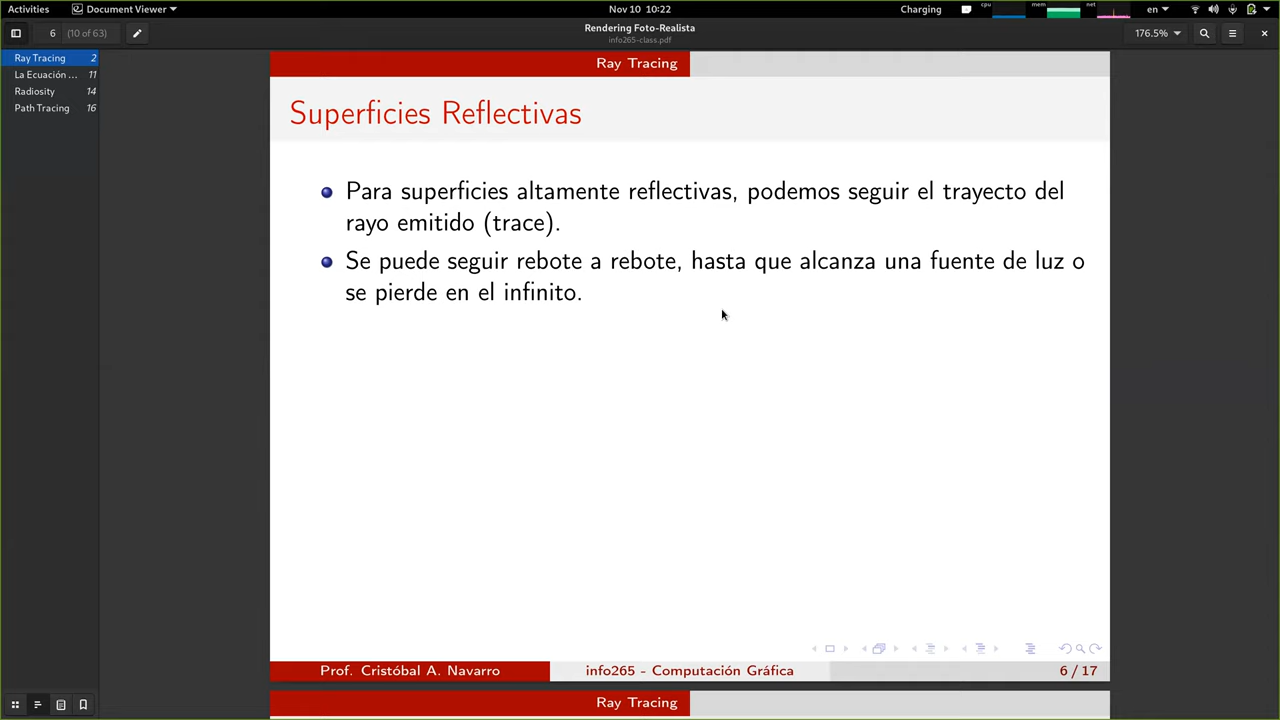 Activities Document Viewer Nov 10 10:22 Charging cpu mem net en
6 (10 of 63) Rendering Foto-Realista 176.5%
info265-class.pdf
Ray Tracing 2
La Ecuación ... 11
Radiosity 14
Path Tracing 16
Ray Tracing
Superficies Reflectivas
Para superficies altamente reflectivas, podemos seguir el trayecto del
rayo emitido (trace).
Se puede seguir rebote a rebote, hasta que alcanza una fuente de luz o
se pierde en el infinito.
Prof. Cristóbal A. Navarro info265 - Computación Gráfica 6 / 17
Ray Tracing